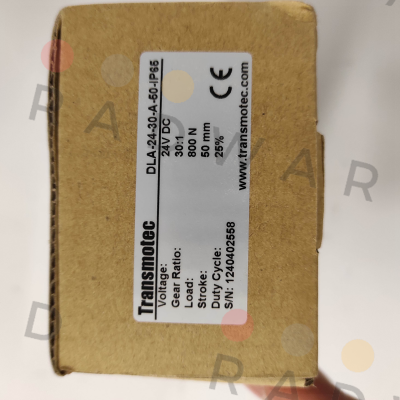 Transmotec
DLA-24-30-A-50-IP65
Voltage: 24V DC
Gear Ratio: 30:1
Load: 800 N
Stroke: 50 mm
Duty Cycle: 25%
S/N: 1240402558
www.transmotec.com
CE